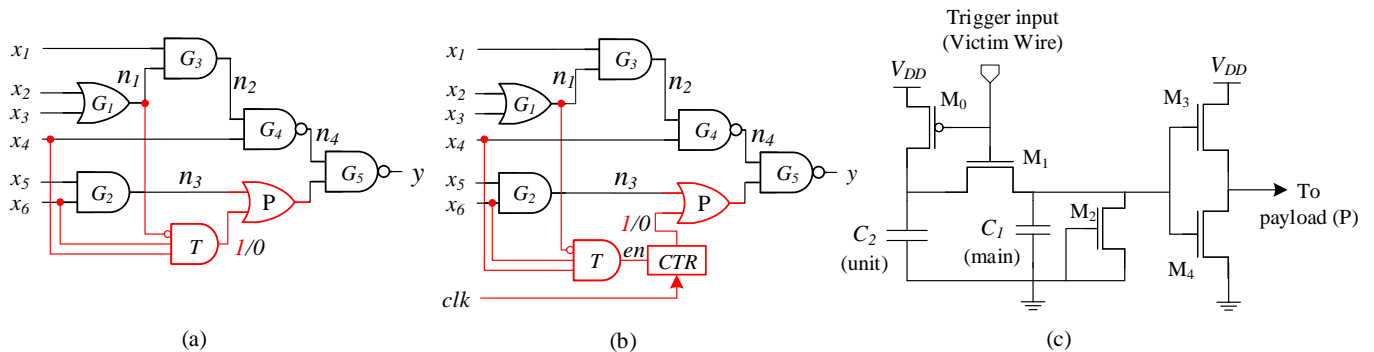 x1
x2
x3
x4
x5
x6
n1
n2
n3
n4
G1
G2
G3
G4
G5
P
T
1/0
y
(a)
x1
x2
x3
x4
x5
x6
n1
n2
n3
n4
G1
G2
G3
G4
G5
P
1/0
T
en
CTR
clk
y
(b)
Trigger input
(Victim Wire)
VDD
M0
M1
M2
VDD
M3
C2
(unit)
C1
(main)
M4
To
payload (P)
(c)